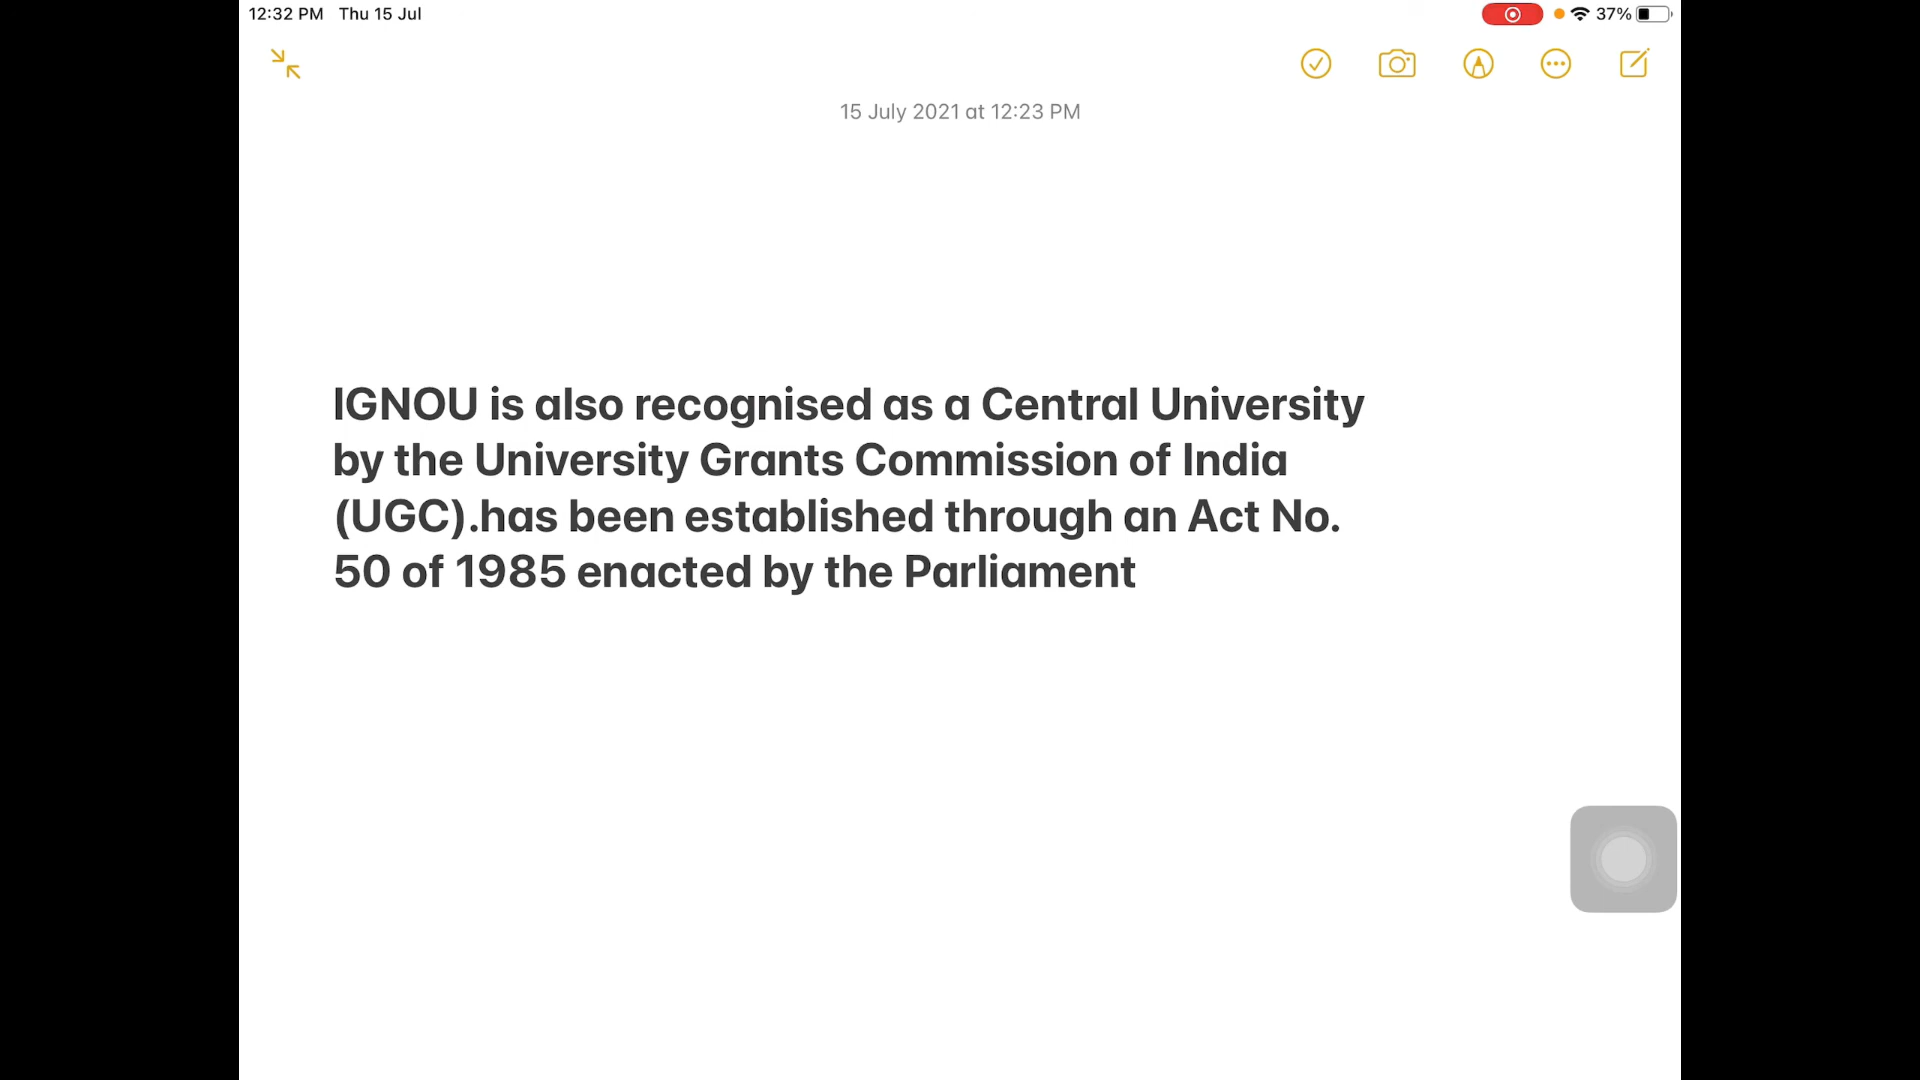 12:32 PM Thu 15 Jul
37%
15 July 2021 at 12:23 PM
IGNOU is also recognised as a Central University
by the University Grants Commission of India
(UGC).has been established through an Act No.
50 of 1985 enacted by the Parliament